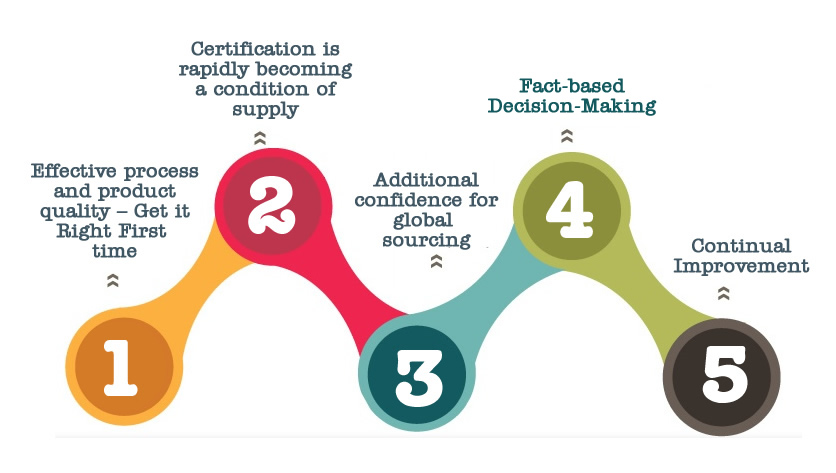 Effective process
and product
quality – Get it
Right First
time
1
Certification is
rapidly becoming
a condition of
supply
2
Additional
confidence for
global
sourcing
3
Fact-based
Decision-Making
4
Continual
Improvement
5